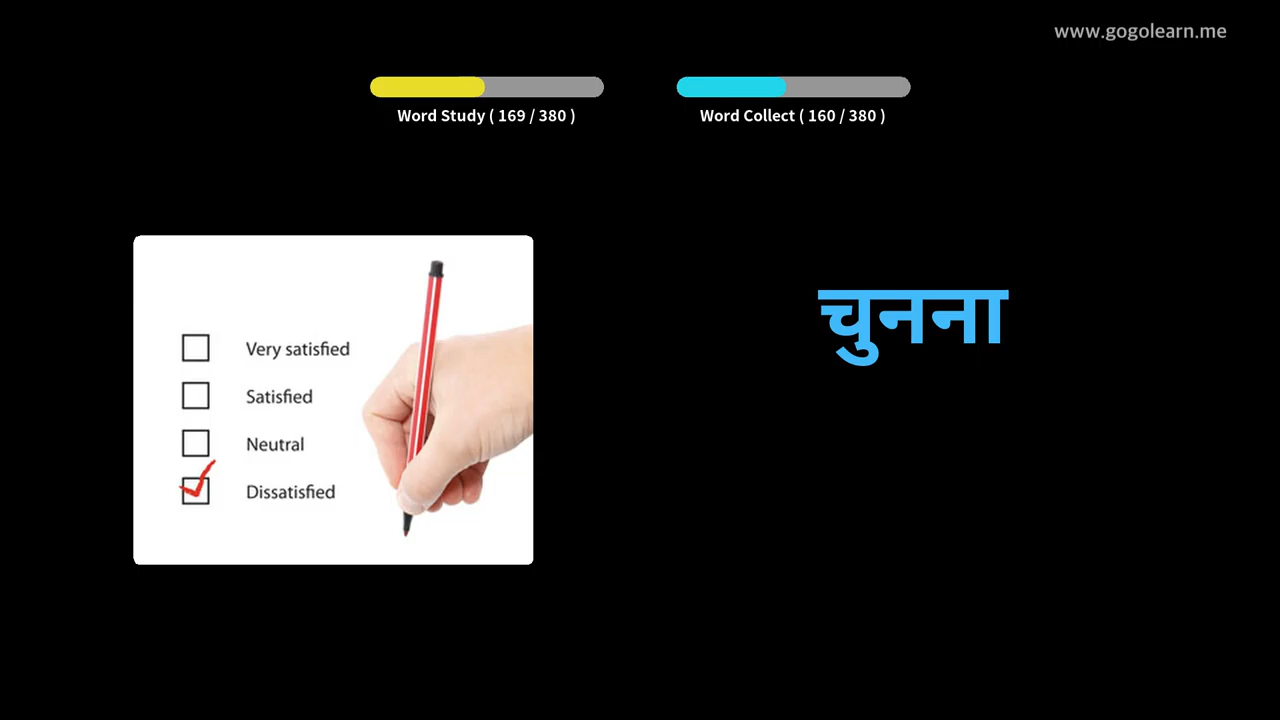 www.gogolearn.me
Word Study ( 169 / 380 )
Word Collect ( 160 / 380 )
Very satisfied
Satisfied
Neutral
Dissatisfied
चुनना